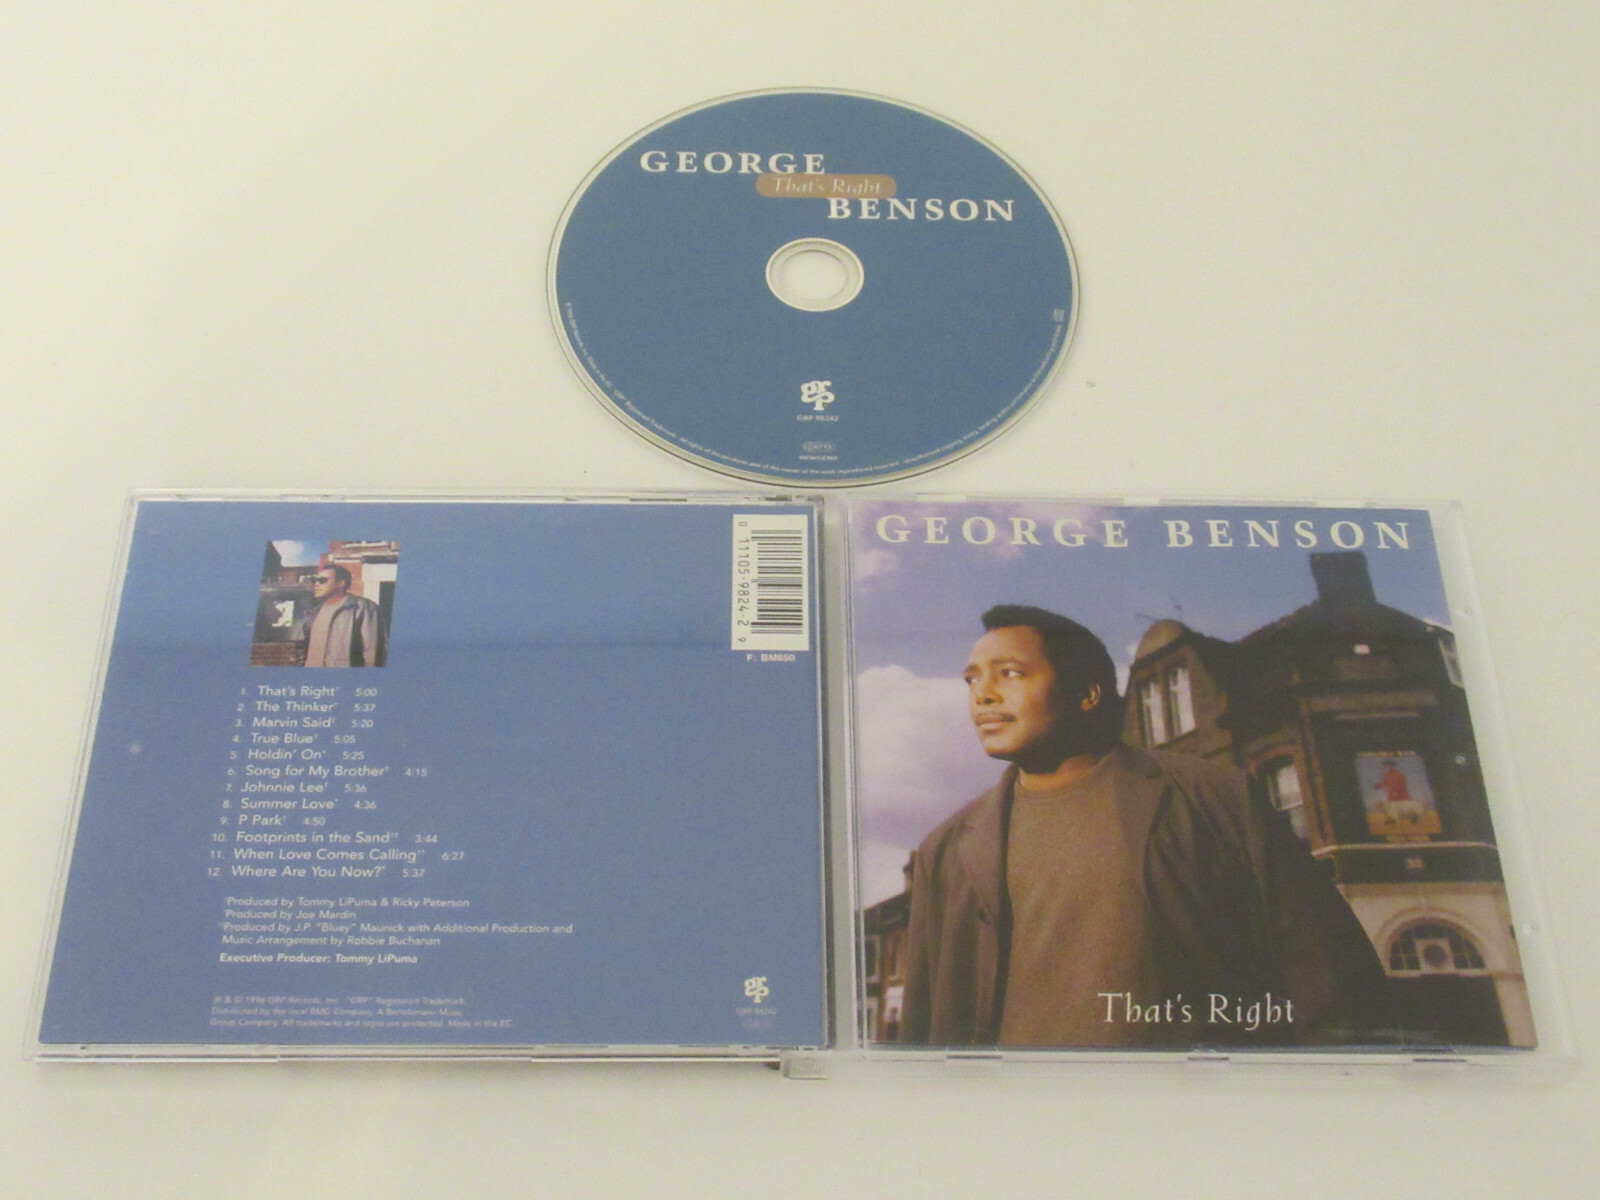 GEORGE
That's Right
BENSON
grp
GRP 98242
GEORGE BENSON
That's Right
0 11105-9824-2 9
F: BM650
1. That's Right* 5:00
2. The Thinker* 5:37
3. Marvin Said† 5:20
4. True Blue† 5:05
5. Holdin' On* 5:25
6. Song for My Brother* 4:15
7. Johnnie Lee† 5:36
8. Summer Love* 4:36
9. P Park† 4:50
10. Footprints in the Sand†† 3:44
11. When Love Comes Calling†† 6:27
12. Where Are You Now?* 5:37
*Produced by Tommy LiPuma & Ricky Peterson
†Produced by Joe Mardin
††Produced by J.P. "Bluey" Maunick with Additional Production and
Music Arrangement by Robbie Buchanan
Executive Producer: Tommy LiPuma
℗ & © 1996 GRP Records, Inc. "GRP" Registered Trademark.
Distributed by the local BMG Company. A Bertelsmann Music
Group Company. All trademarks and logos are protected. Made in the EC.
grp
GRP 98242